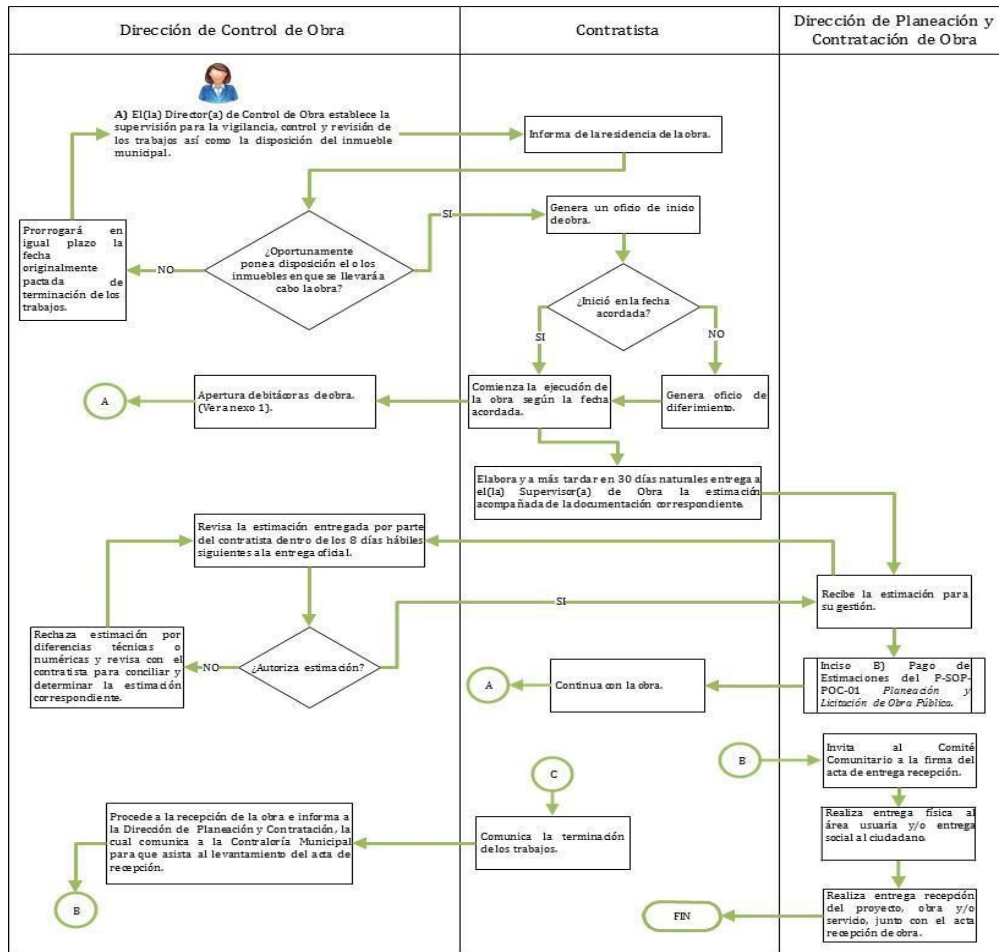 Dirección de Control de Obra
Contratista
Dirección de Planeación y
Contratación de Obra
A) El(la) Director(a) de Control de Obra establece la
supervisión para la vigilancia, control y revisión de
los trabajos así como la disposición del inmueble
municipal.
Informa de la residencia de la obra.
Prorrogará en
igual plazo la
fecha
originalmente
pactada de
terminación de los
trabajos.
NO
¿Oportunamente
pone a disposición el o los
inmuebles en que se llevará a
cabo la obra?
SI
Genera un oficio de inicio
de obra.
¿Inició en la fecha
acordada?
SI
NO
A
Apertura de bitácoras de obra.
(Ver anexo 1).
Comienza la ejecución de
la obra según la fecha
acordada.
Genera oficio de
diferimiento.
Elabora y a más tardar en 30 días naturales entrega a
el(la) Supervisor(a) de Obra la estimación
acompañada de la documentación correspondiente.
Revisa la estimación entregada por parte
del contratista dentro de los 8 días hábiles
siguientes a la entrega oficial.
Recibe la estimación para
su gestión.
SI
Rechaza estimación por
diferencias técnicas o
numéricas y revisa con el
contratista para conciliar y
determinar la estimación
correspondiente.
NO
¿Autoriza estimación?
A
Continua con la obra.
Inciso B) Pago de
Estimaciones del P-SOP-
POC-01 Planeación y
Licitación de Obra Pública.
B
Invita al Comité
Comunitario a la firma del
acta de entrega recepción.
C
Procede a la recepción de la obra e informa a
la Dirección de Planeación y Contratación, la
cual comunica a la Contraloría Municipal
para que asista al levantamiento del acta de
recepción.
Comunica la terminación
de los trabajos.
Realiza entrega física al
área usuaria y/o entrega
social al ciudadano.
B
FIN
Realiza entrega recepción
del proyecto, obra y/o
servicio, junto con el acta
recepción de obra.